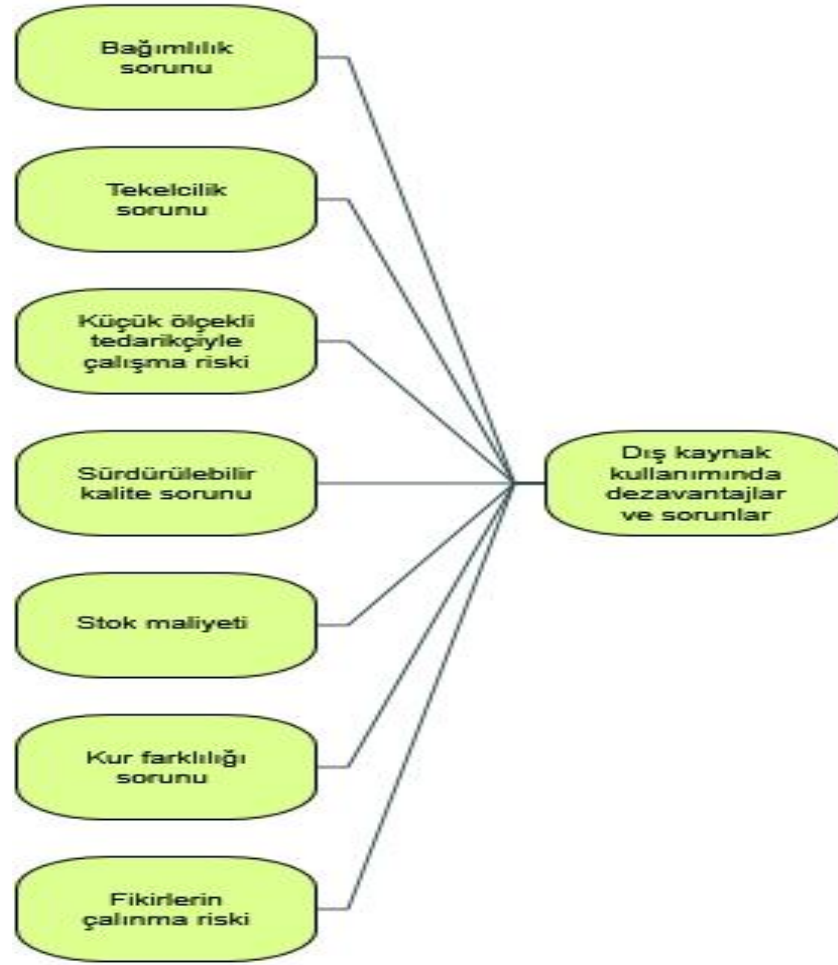 Bağımlılık
sorunu
Tekelcilik
sorunu
Küçük ölçekli
tedarikçiyle
çalışma riski
Sürdürülebilir
kalite sorunu
Stok maliyeti
Kur farklılığı
sorunu
Fikirlerin
çalınma riski
Dış kaynak
kullanımında
dezavantajlar
ve sorunlar